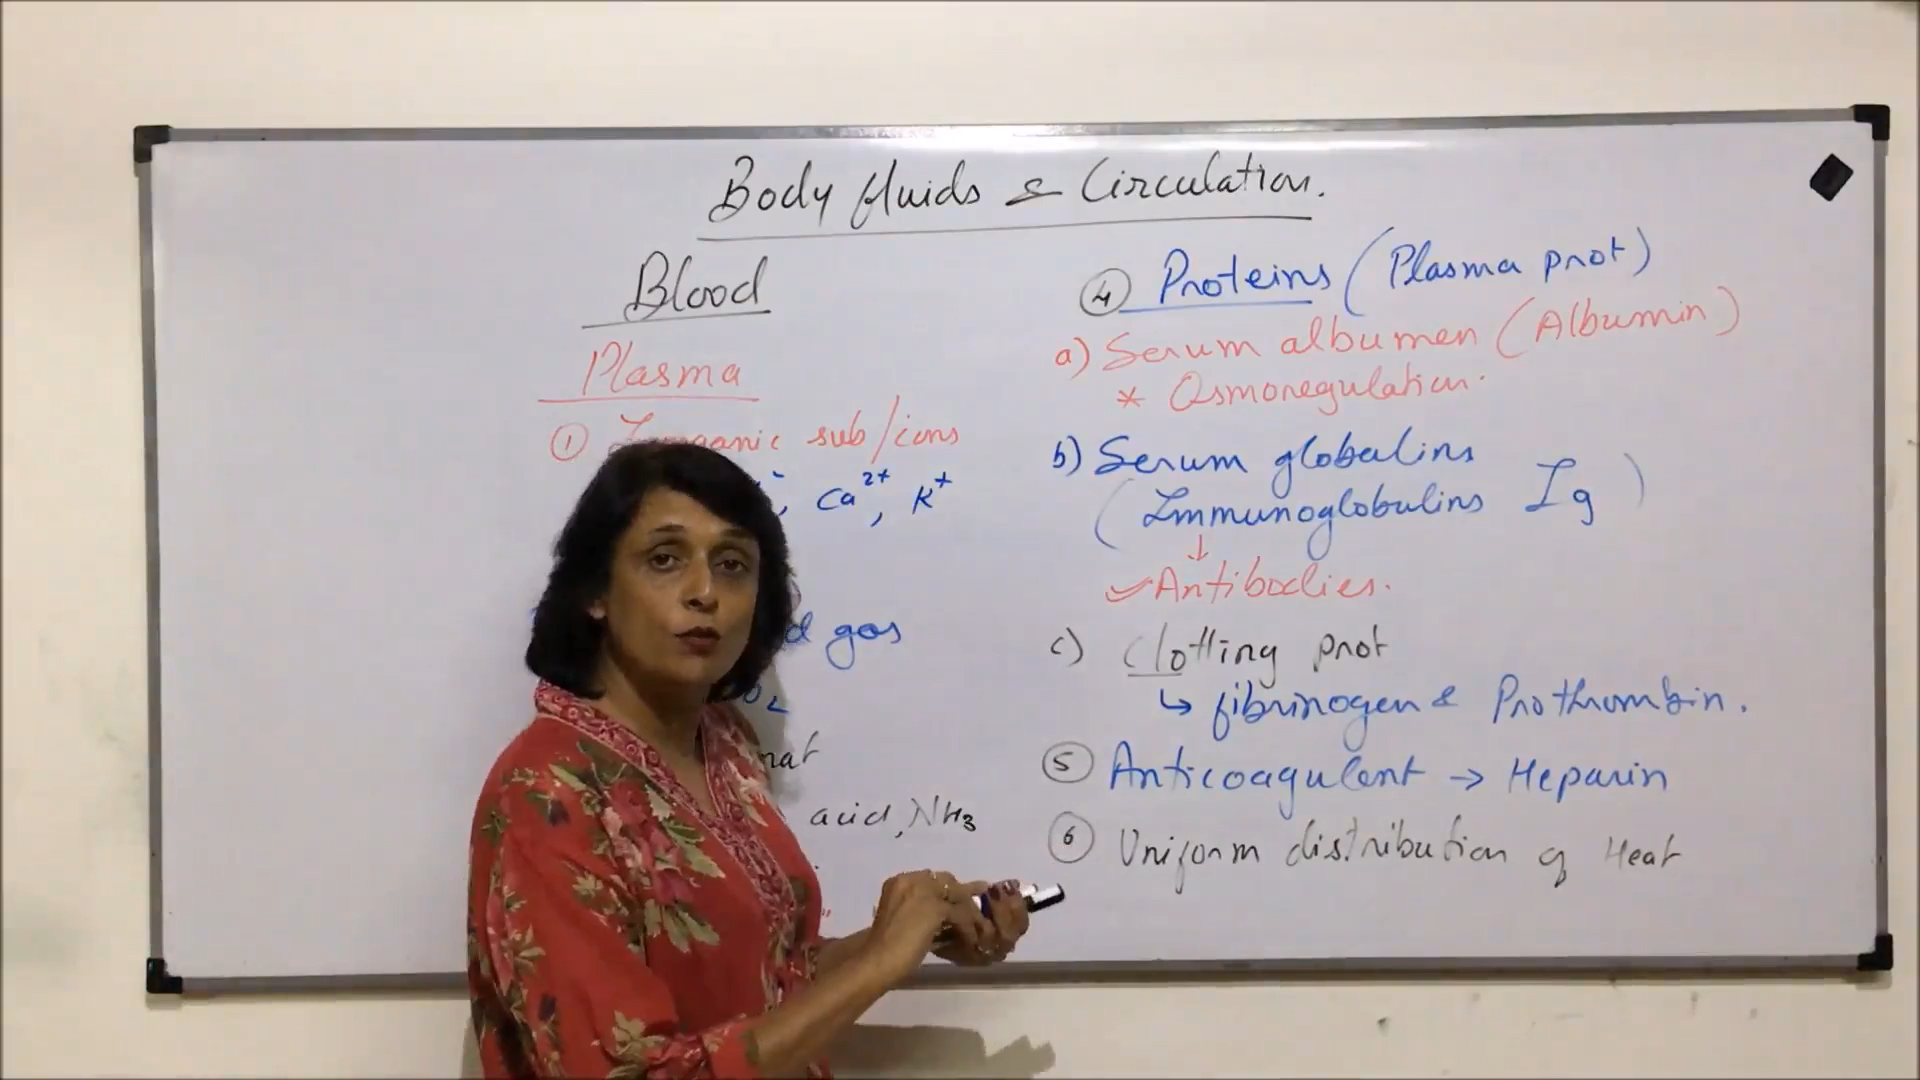 Body fluids & Circulation.
Blood
Plasma
① sub/ions
, Ca²⁺, K⁺
gas
acid, NH₃
④ Proteins (Plasma prot)
a) Serum albumen (Albumin)
* Osmoregulation.
b) Serum globalins
(Immunoglobulins Ig)
↓
Antibodies.
c) Clotting prot
↳ fibrinogen & Prothrombin.
⑤ Anticoagulent → Heparin
⑥ Uniform distribution of Heat